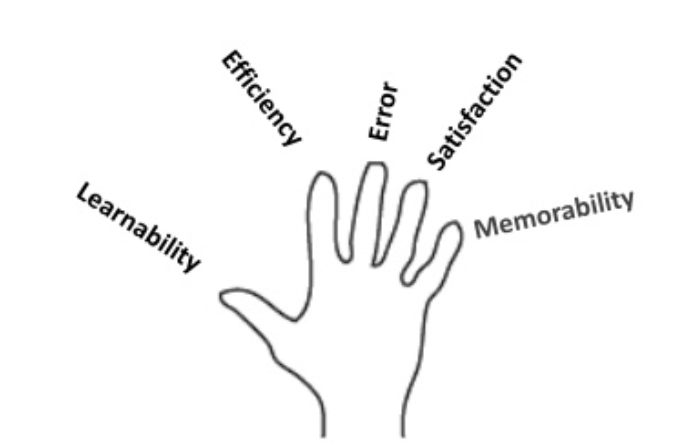 Learnability
Efficiency
Error
Satisfaction
Memorability